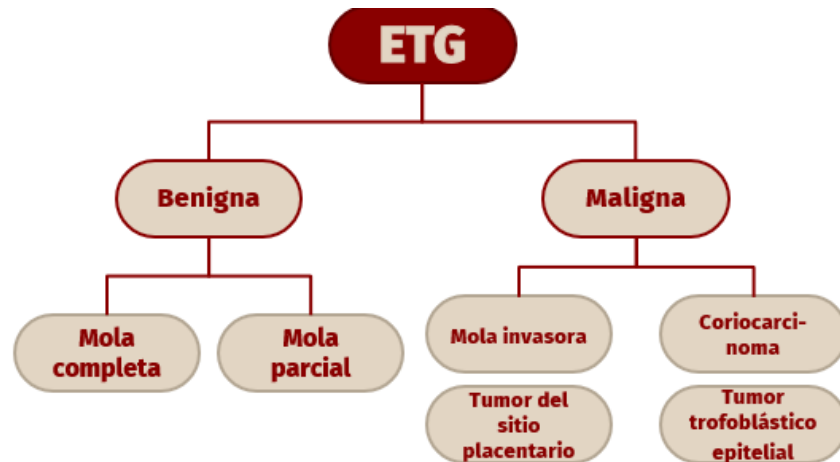 ETG
Benigna
Maligna
Mola
completa
Mola
parcial
Mola invasora
Coriocarci-
noma
Tumor del
sitio
placentario
Tumor
trofoblástico
epitelial